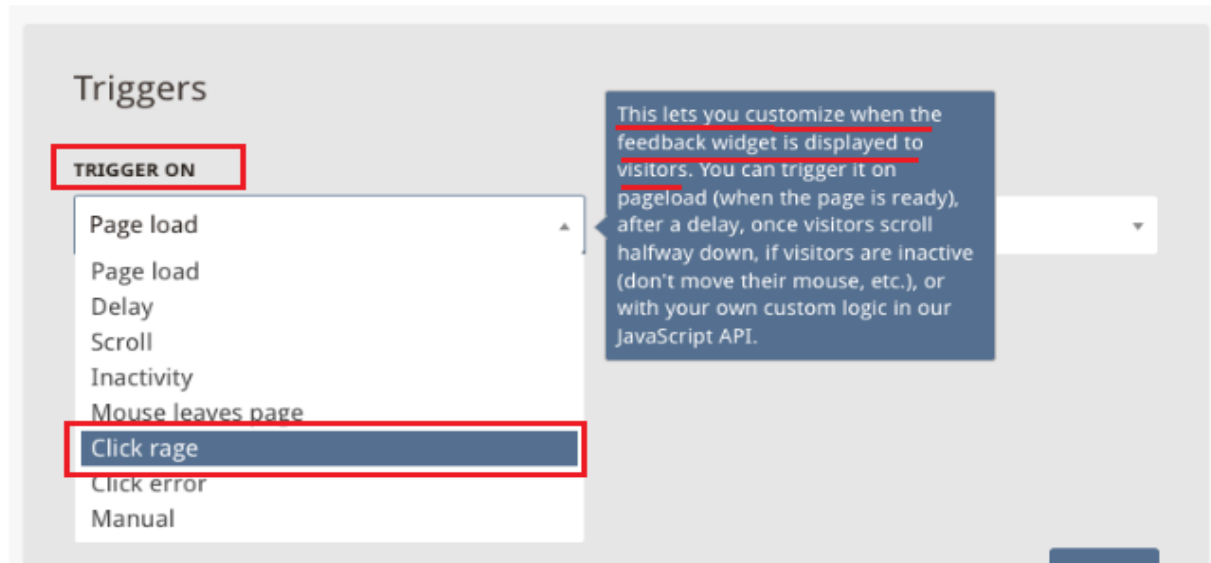 Triggers
TRIGGER ON
Page load
Page load
Delay
Scroll
Inactivity
Mouse leaves page
Click rage
Click error
Manual
This lets you customize when the
feedback widget is displayed to
visitors. You can trigger it on
pageload (when the page is ready),
after a delay, once visitors scroll
halfway down, if visitors are inactive
(don't move their mouse, etc.), or
with your own custom logic in our
JavaScript API.